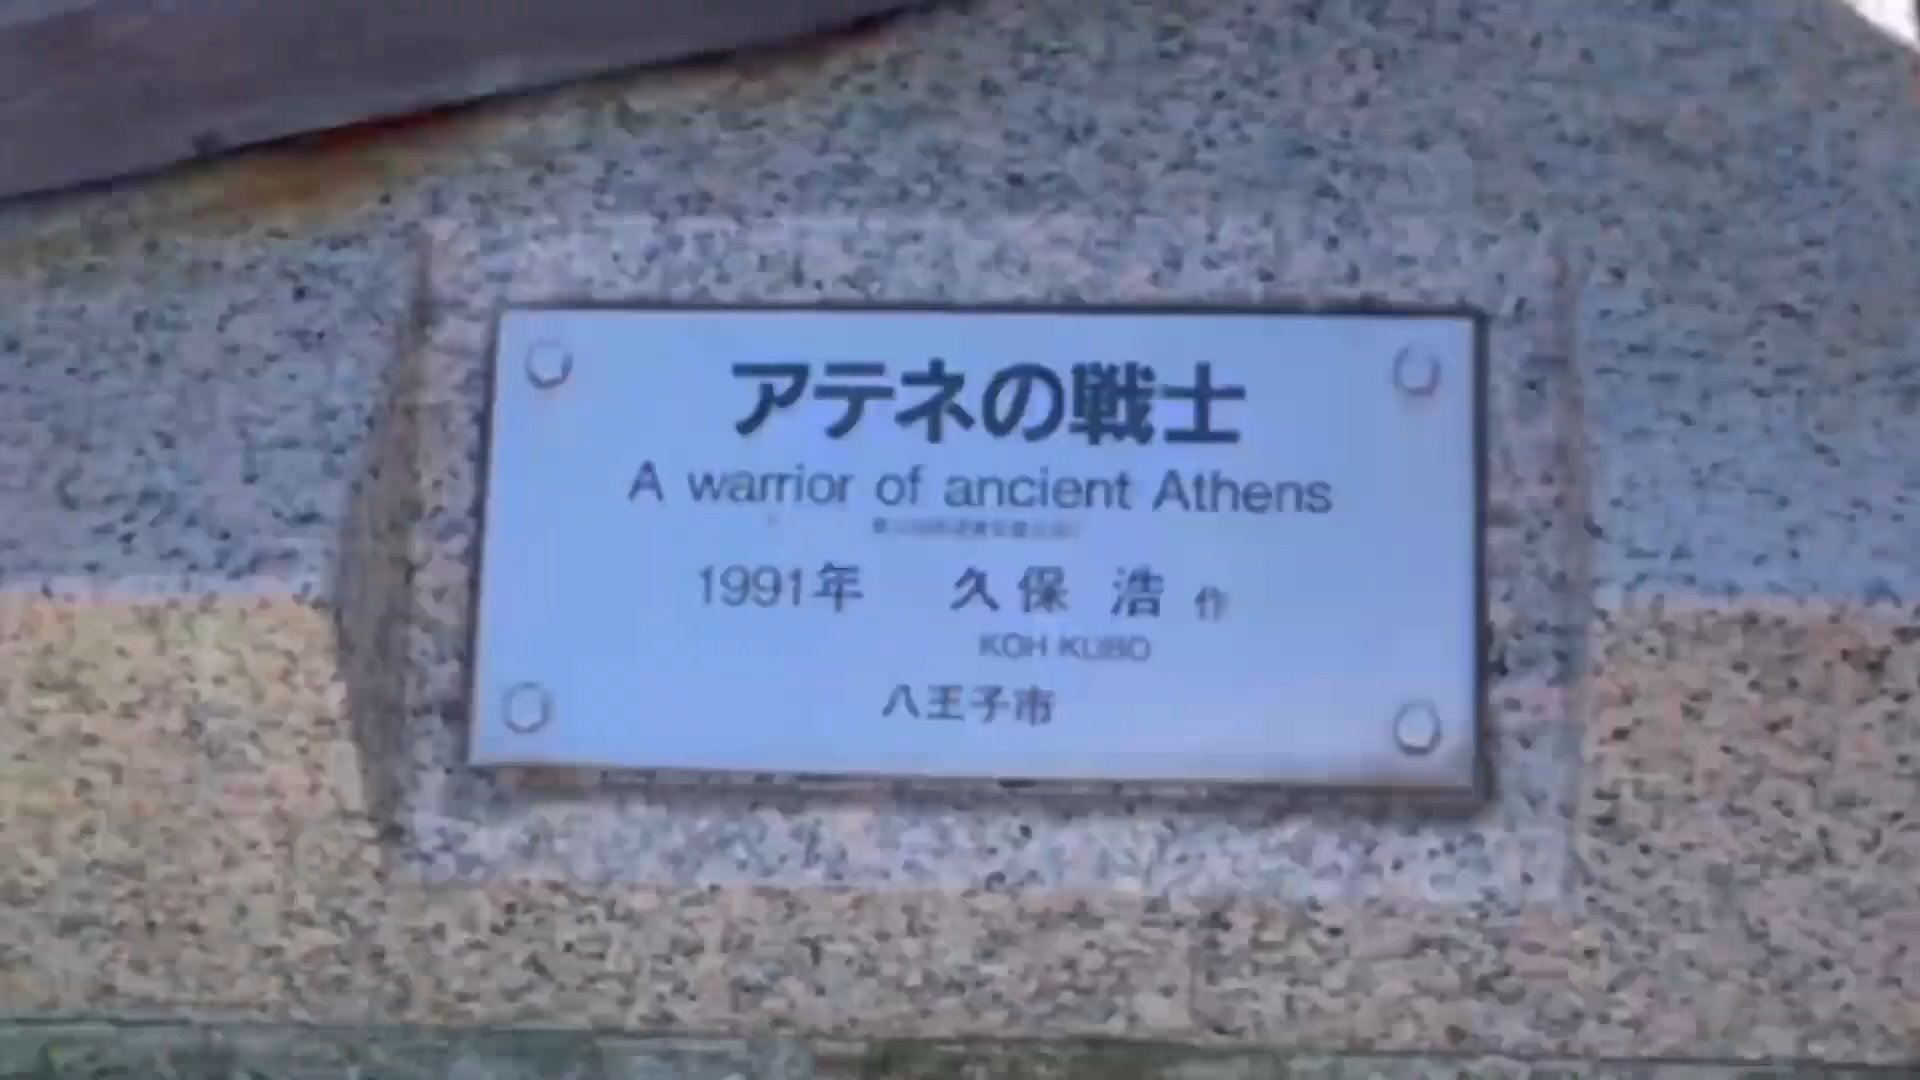 アテネの戦士
A warrior of ancient Athens
1991年 久保 浩 作
KOH KUBO
八王子市